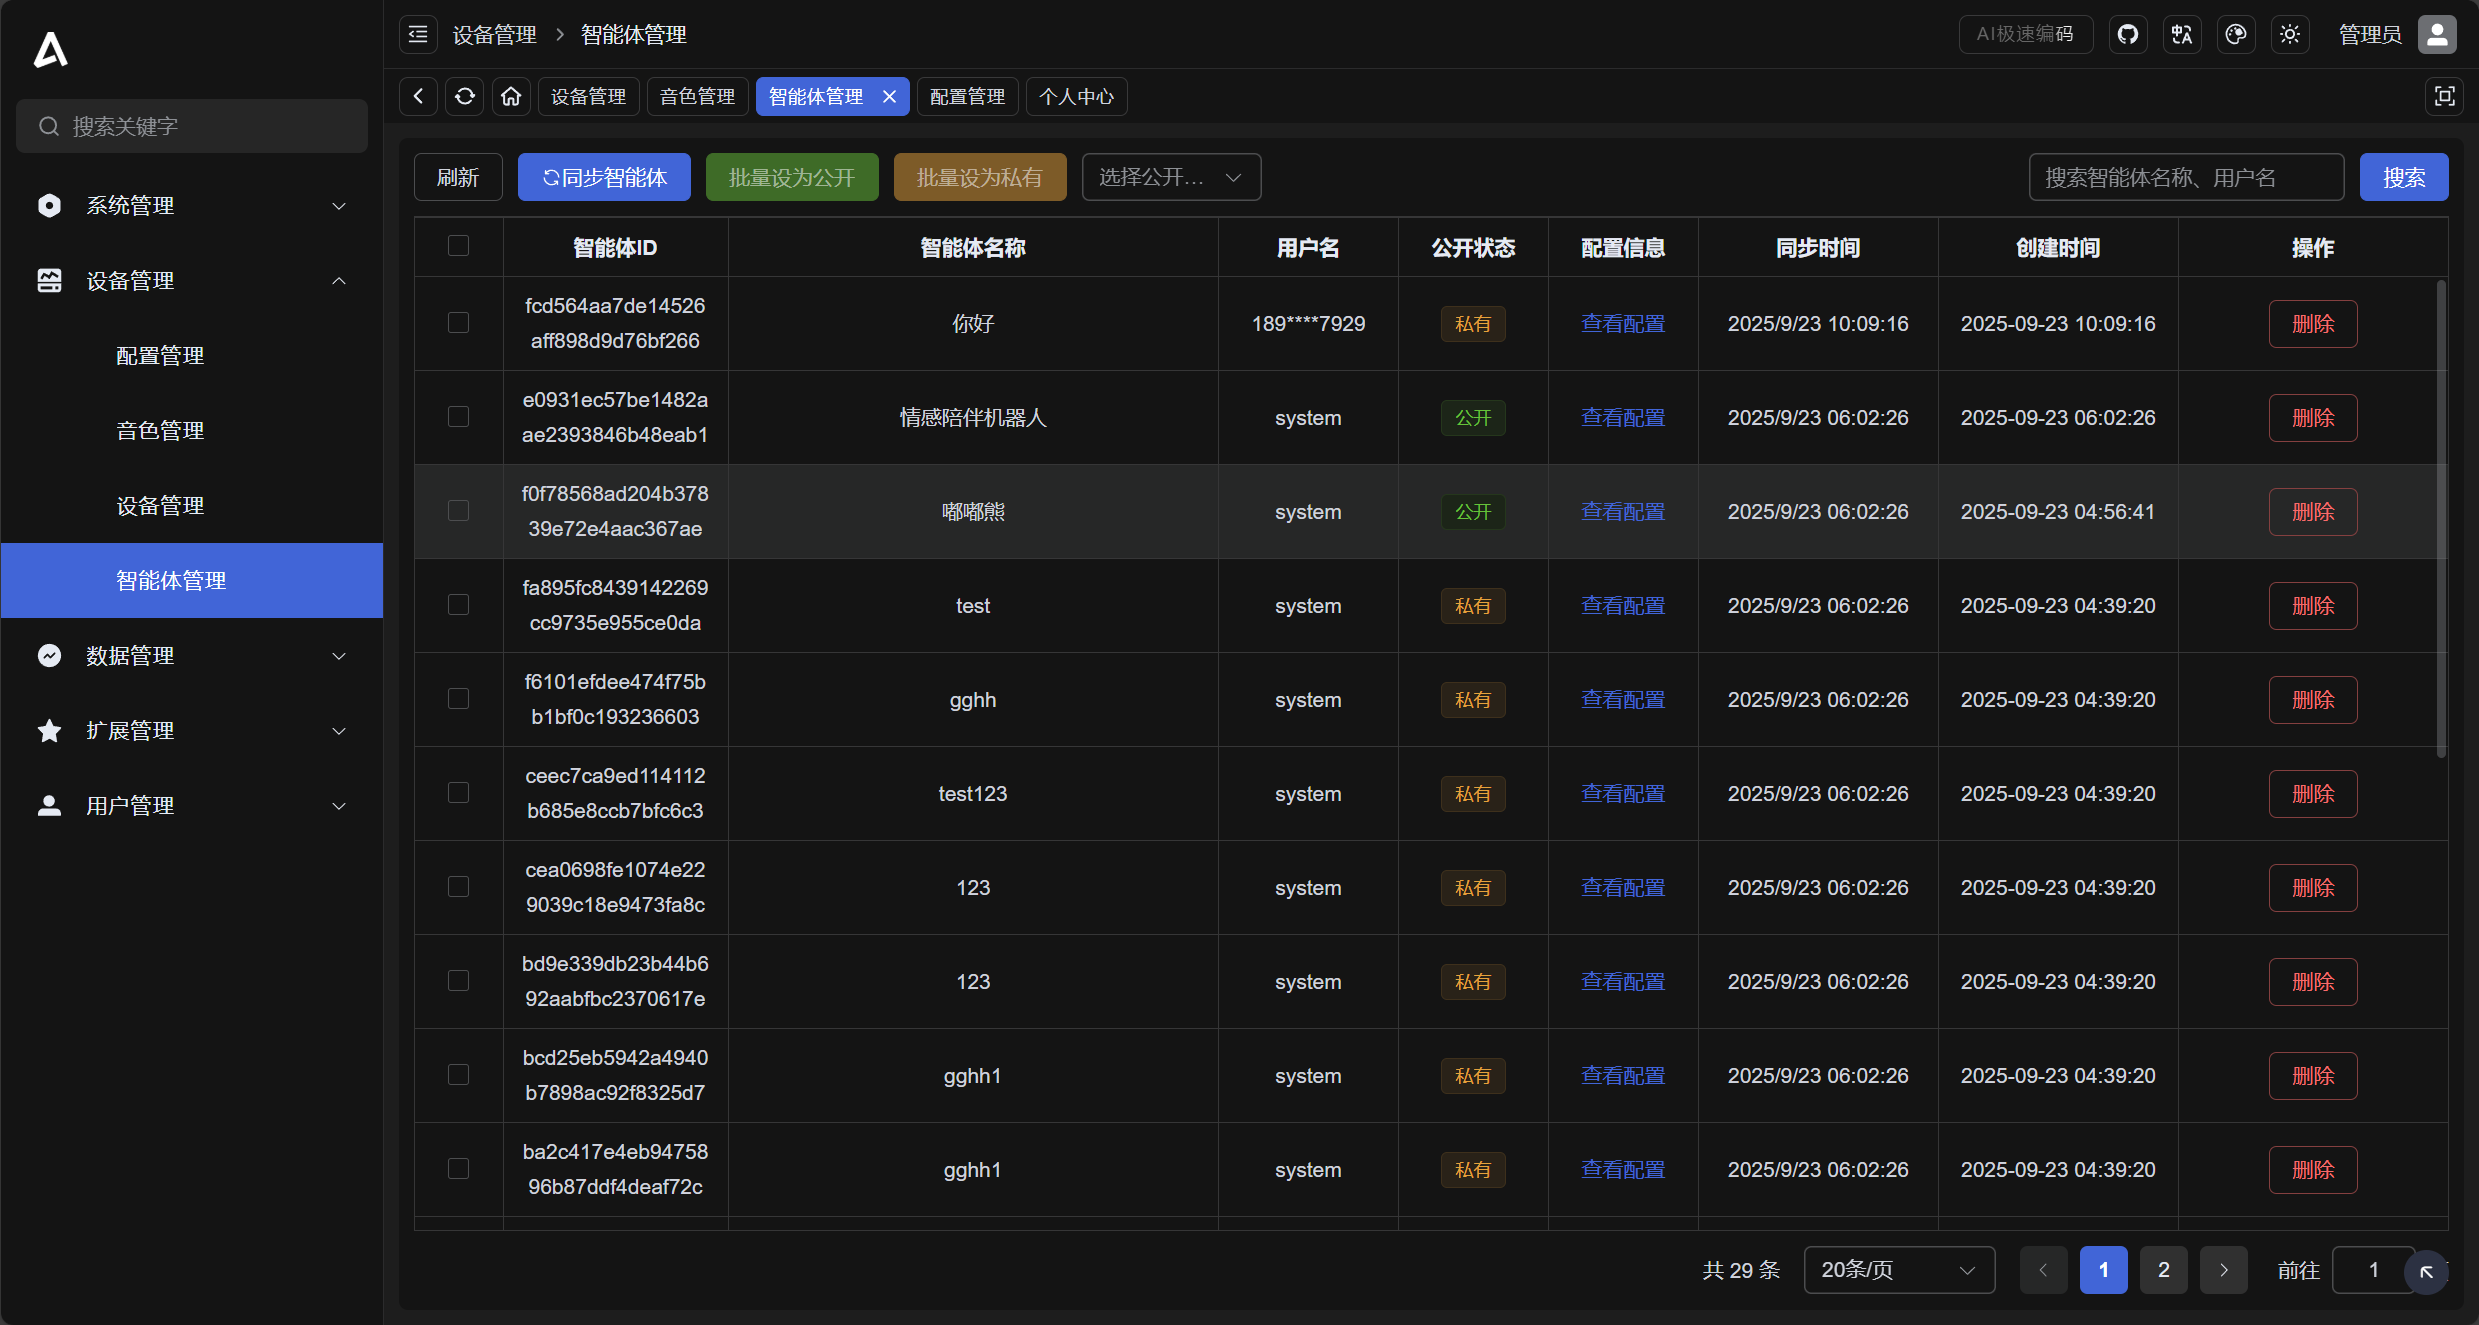 设备管理 > 智能体管理
AI极速编码
管理员
设备管理 音色管理 智能体管理 配置管理 个人中心
搜索关键字
系统管理
设备管理
配置管理
音色管理
设备管理
智能体管理
数据管理
扩展管理
用户管理
刷新 同步智能体 批量设为公开 批量设为私有 选择公开... 搜索智能体名称、用户名 搜索
智能体ID 智能体名称 用户名 公开状态 配置信息 同步时间 创建时间 操作
fcd564aa7de14526
aff898d9d76bf266
你好 189****7929 私有 查看配置 2025/9/23 10:09:16 2025-09-23 10:09:16 删除
e0931ec57be1482a
ae2393846b48eab1
情感陪伴机器人 system 公开 查看配置 2025/9/23 06:02:26 2025-09-23 06:02:26 删除
f0f78568ad204b378
39e72e4aac367ae
嘟嘟熊 system 公开 查看配置 2025/9/23 06:02:26 2025-09-23 04:56:41 删除
fa895fc8439142269
cc9735e955ce0da
test system 私有 查看配置 2025/9/23 06:02:26 2025-09-23 04:39:20 删除
f6101efdee474f75b
b1bf0c193236603
gghh system 私有 查看配置 2025/9/23 06:02:26 2025-09-23 04:39:20 删除
ceec7ca9ed114112
b685e8ccb7bfc6c3
test123 system 私有 查看配置 2025/9/23 06:02:26 2025-09-23 04:39:20 删除
cea0698fe1074e22
9039c18e9473fa8c
123 system 私有 查看配置 2025/9/23 06:02:26 2025-09-23 04:39:20 删除
bd9e339db23b44b6
92aabfbc2370617e
123 system 私有 查看配置 2025/9/23 06:02:26 2025-09-23 04:39:20 删除
bcd25eb5942a4940
b7898ac92f8325d7
gghh1 system 私有 查看配置 2025/9/23 06:02:26 2025-09-23 04:39:20 删除
ba2c417e4eb94758
96b87ddf4deaf72c
gghh1 system 私有 查看配置 2025/9/23 06:02:26 2025-09-23 04:39:20 删除
共 29 条 20条/页 1 2 前往 1